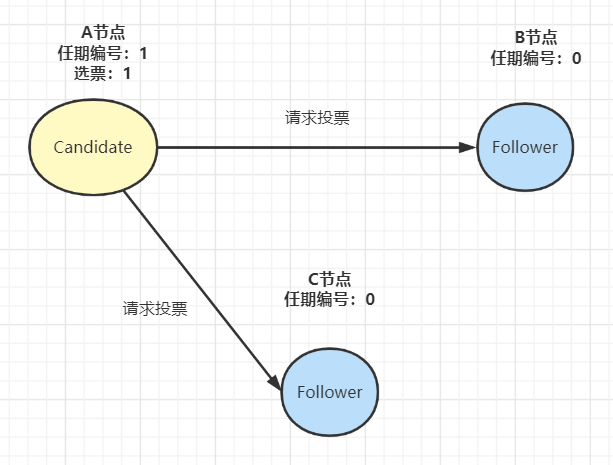 A节点
任期编号：1
选票：1
B节点
任期编号：0
Candidate
请求投票
Follower
C节点
任期编号：0
请求投票
Follower